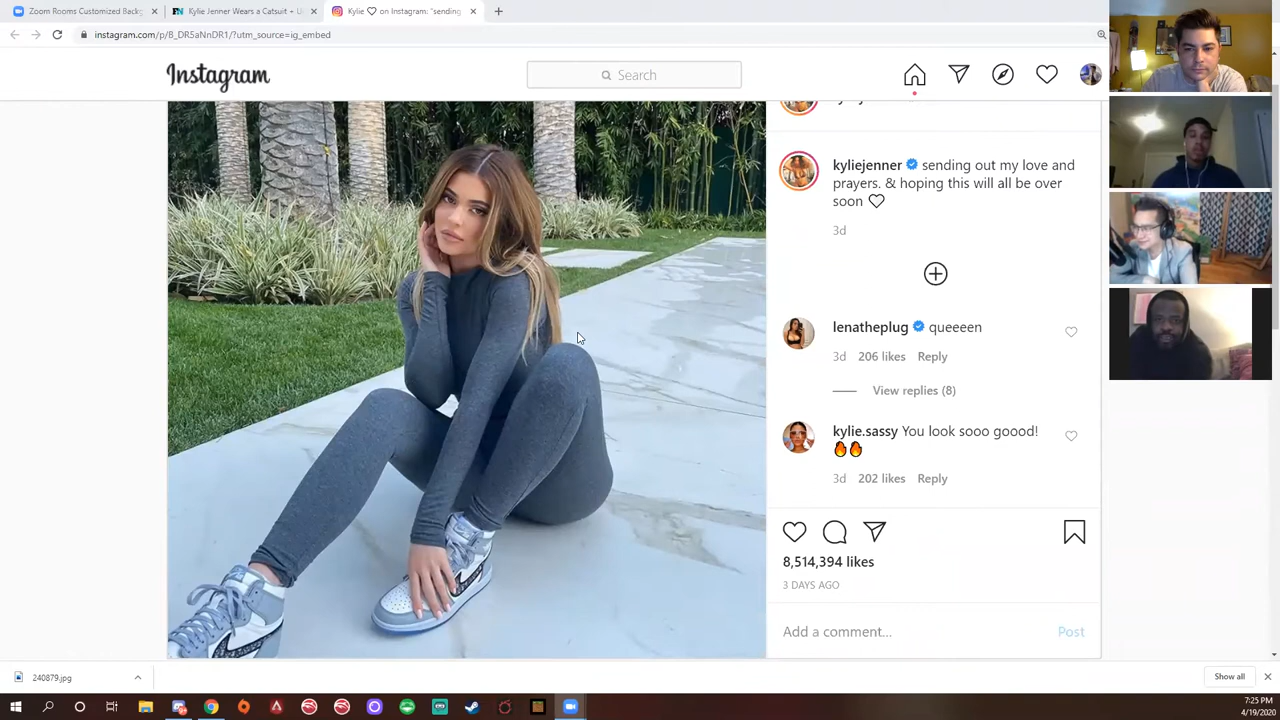 Zoom Rooms Customized Backg
Kylie Jenner Wears a Catsuit + U
Kylie ♡ on Instagram: "sending
instagram.com/p/B_DR5aNnDR1/?utm_source=ig_embed
Instagram
Search
kyliejenner sending out my love and
prayers. & hoping this will all be over
soon ♡
3d
lenatheplug queeeen
3d 206 likes Reply
View replies (8)
kylie.sassy You look sooo goood!
🔥🔥
3d 202 likes Reply
8,514,394 likes
3 DAYS AGO
Add a comment... Post
240879.jpg
Show all
7:25 PM
4/19/2020